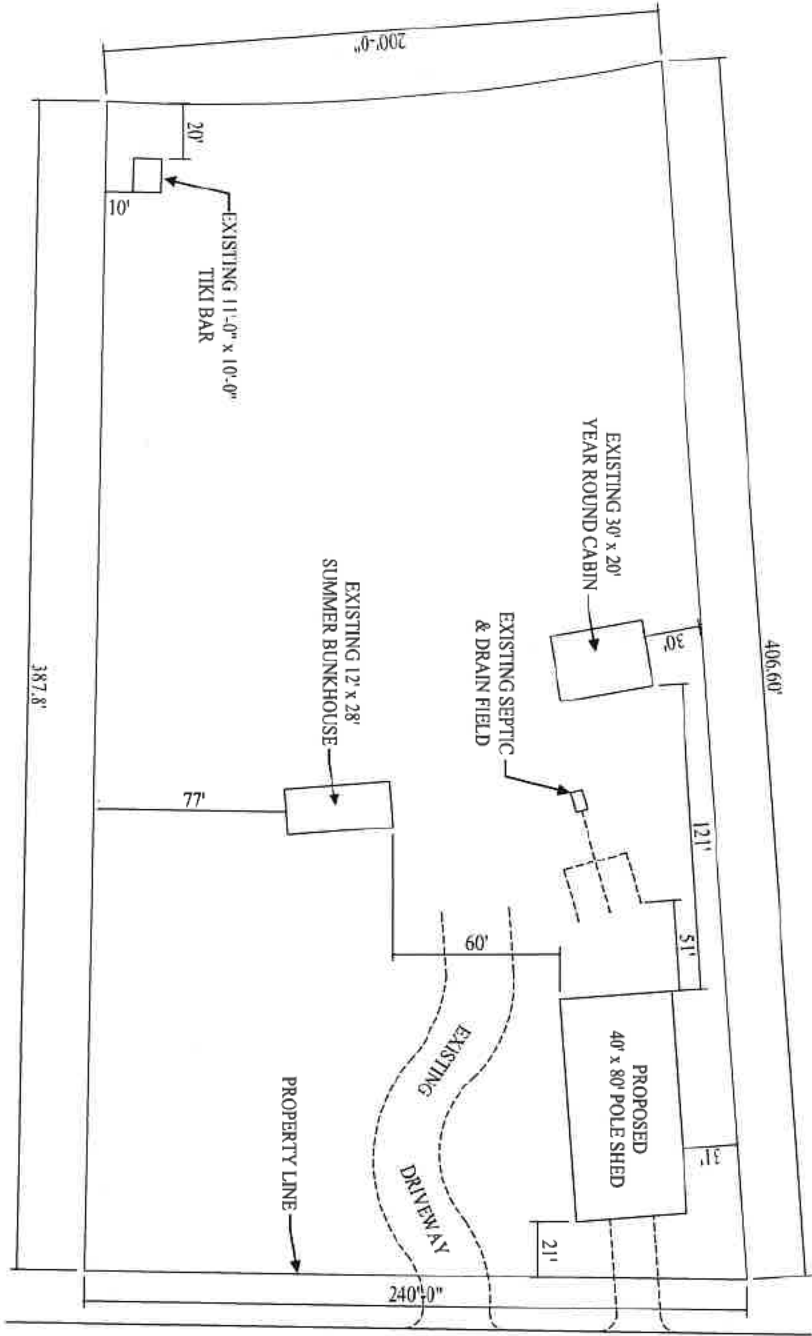 200'-0"
20'
10'
EXISTING 11'-0" x 10'-0"
TIKI BAR
EXISTING 30' x 20'
YEAR ROUND CABIN
30'
406.60'
EXISTING SEPTIC
& DRAIN FIELD
EXISTING 12' x 28'
SUMMER BUNKHOUSE
387.8'
77'
121'
51'
60'
PROPOSED
40' x 80' POLE SHED
31'
EXISTING
DRIVEWAY
PROPERTY LINE
21'
240'-0"